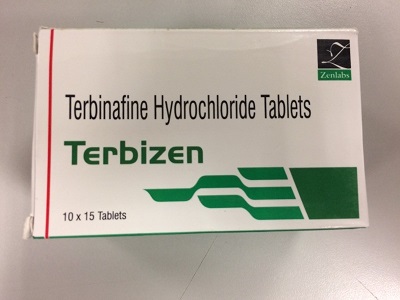 Zenlabs
Terbinafine Hydrochloride Tablets
Terbizen
10 x 15 Tablets